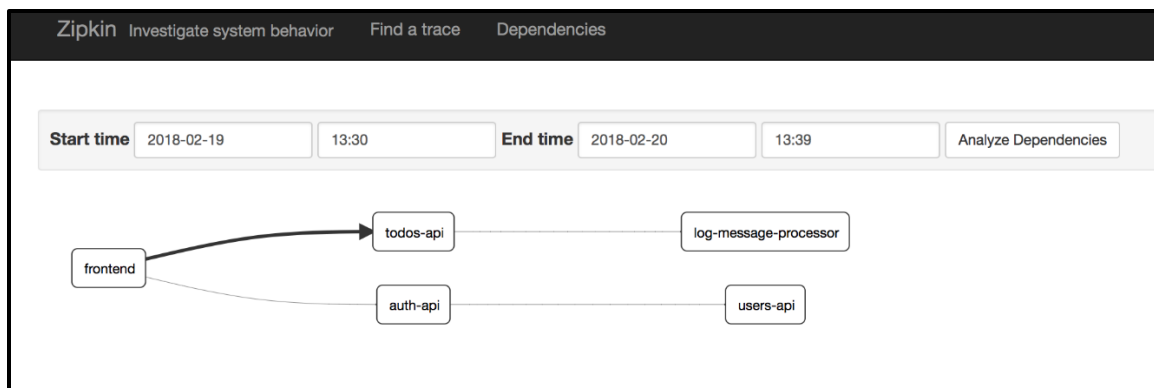 Zipkin Investigate system behavior Find a trace Dependencies
Start time 2018-02-19 13:30 End time 2018-02-20 13:39 Analyze Dependencies
todos-api log-message-processor
frontend
auth-api users-api